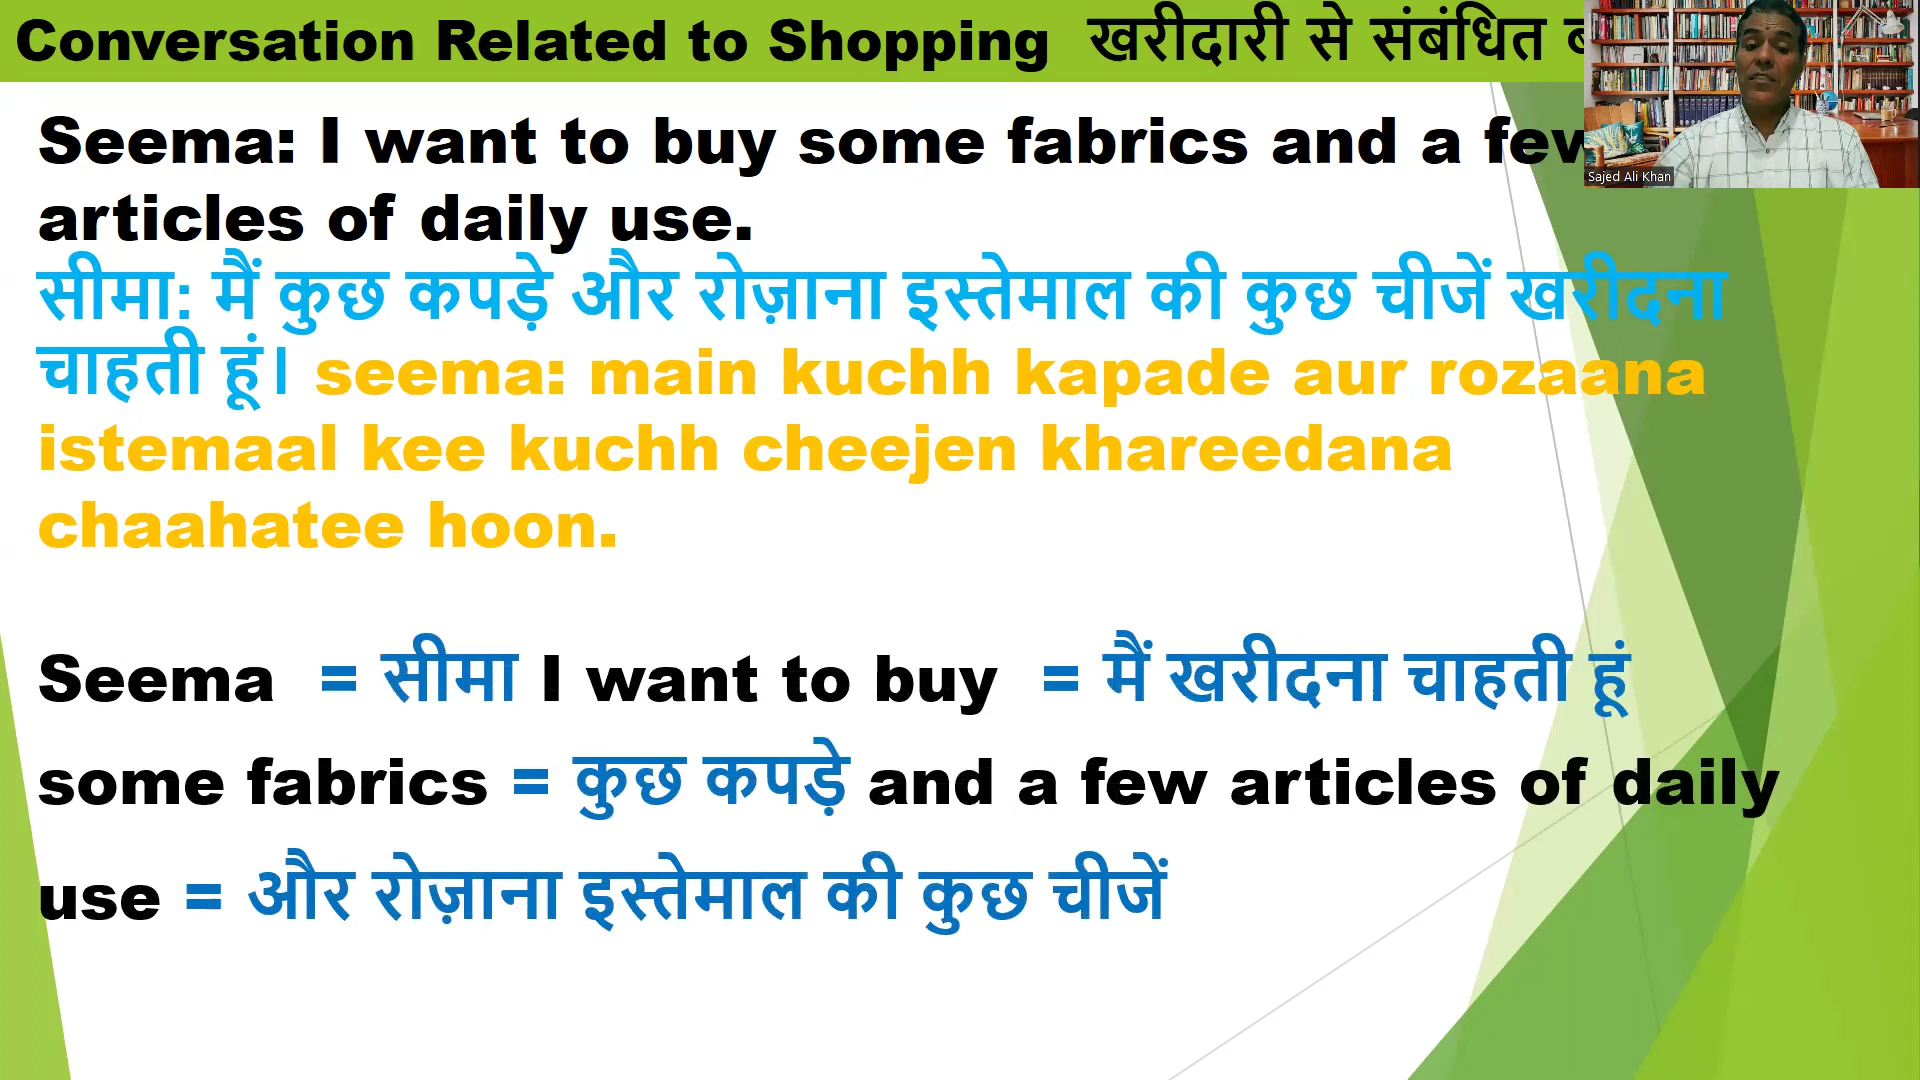 Conversation Related to Shopping खरीदारी से संबंधित
Sajed Ali Khan
Seema: I want to buy some fabrics and a few
articles of daily use.
सीमा: मैं कुछ कपड़े और रोज़ाना इस्तेमाल की कुछ चीजें खरीदना
चाहती हूं। seema: main kuchh kapade aur rozaana
istemaal kee kuchh cheejen khareedana
chaahatee hoon.
Seema = सीमा I want to buy = मैं खरीदना चाहती हूं
some fabrics = कुछ कपड़े and a few articles of daily
use = और रोज़ाना इस्तेमाल की कुछ चीजें